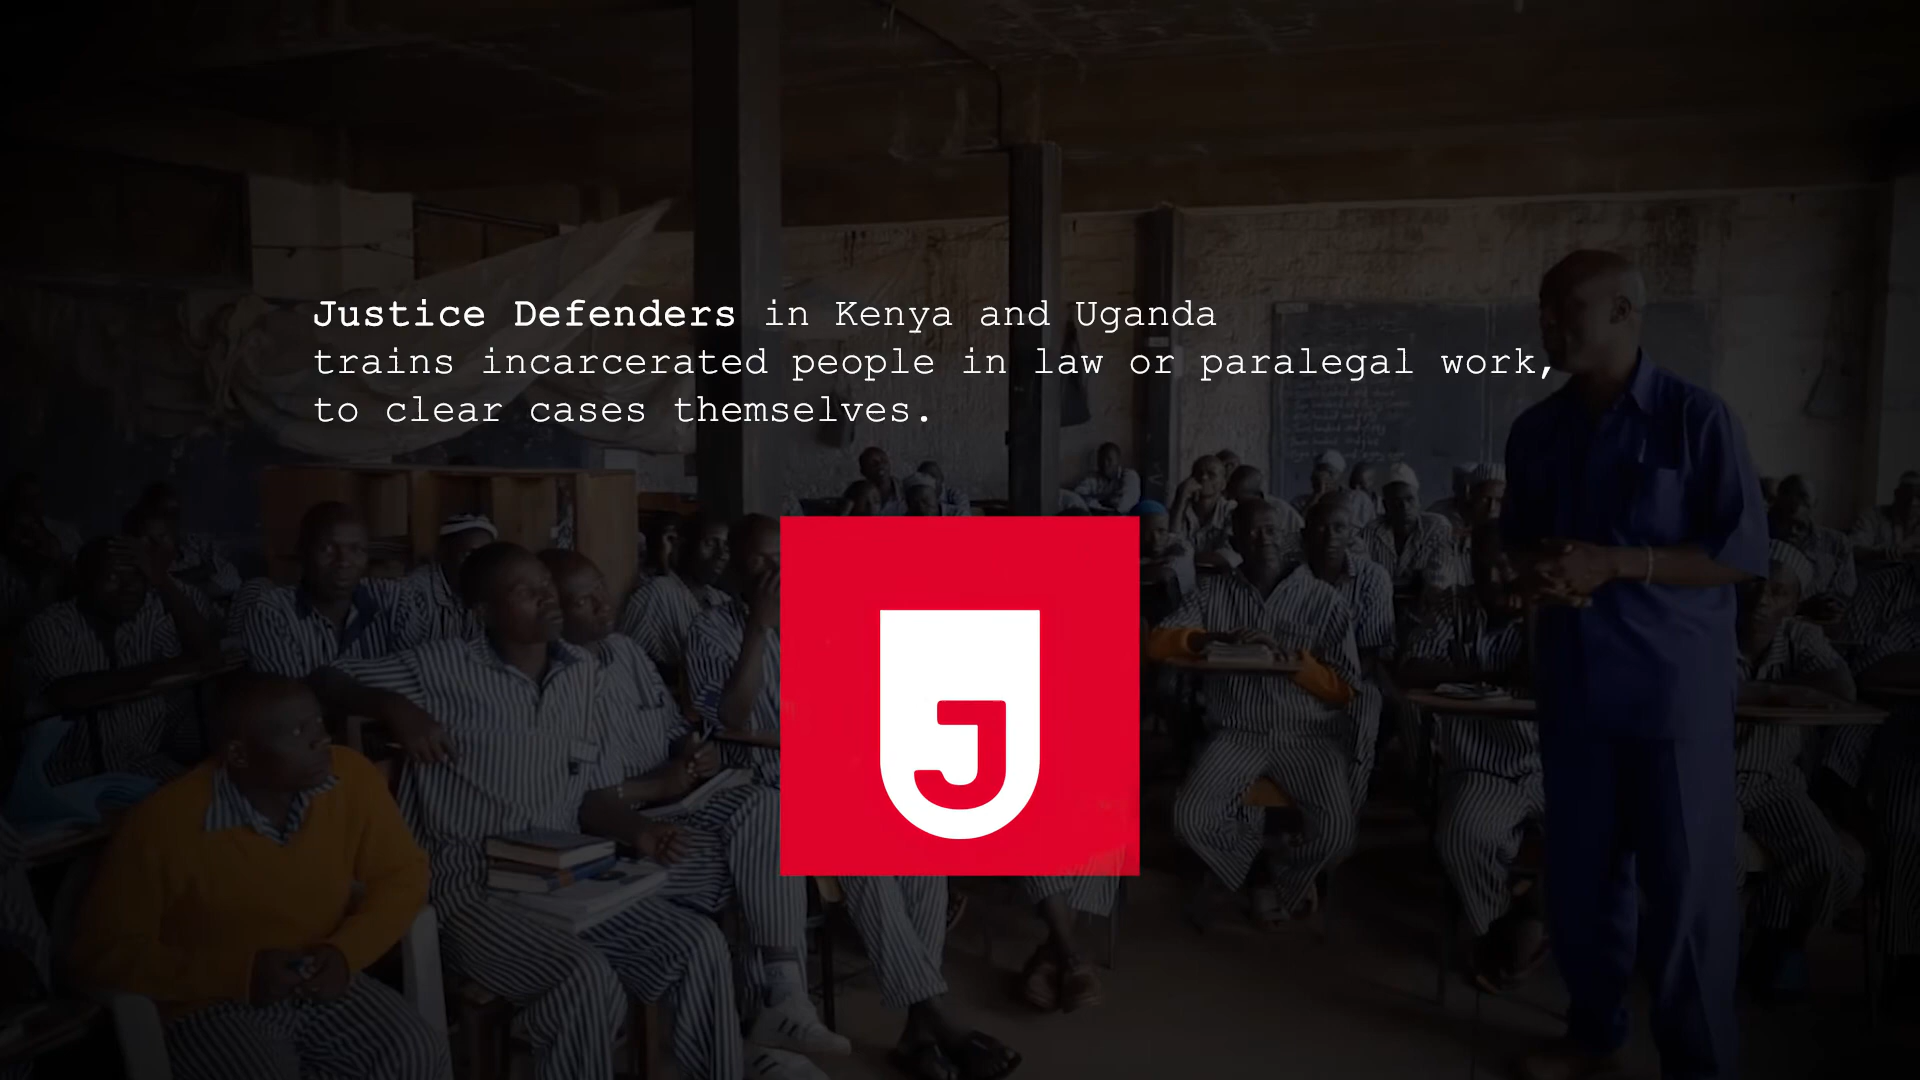 Justice Defenders in Kenya and Uganda
trains incarcerated people in law or paralegal work,
to clear cases themselves.
J